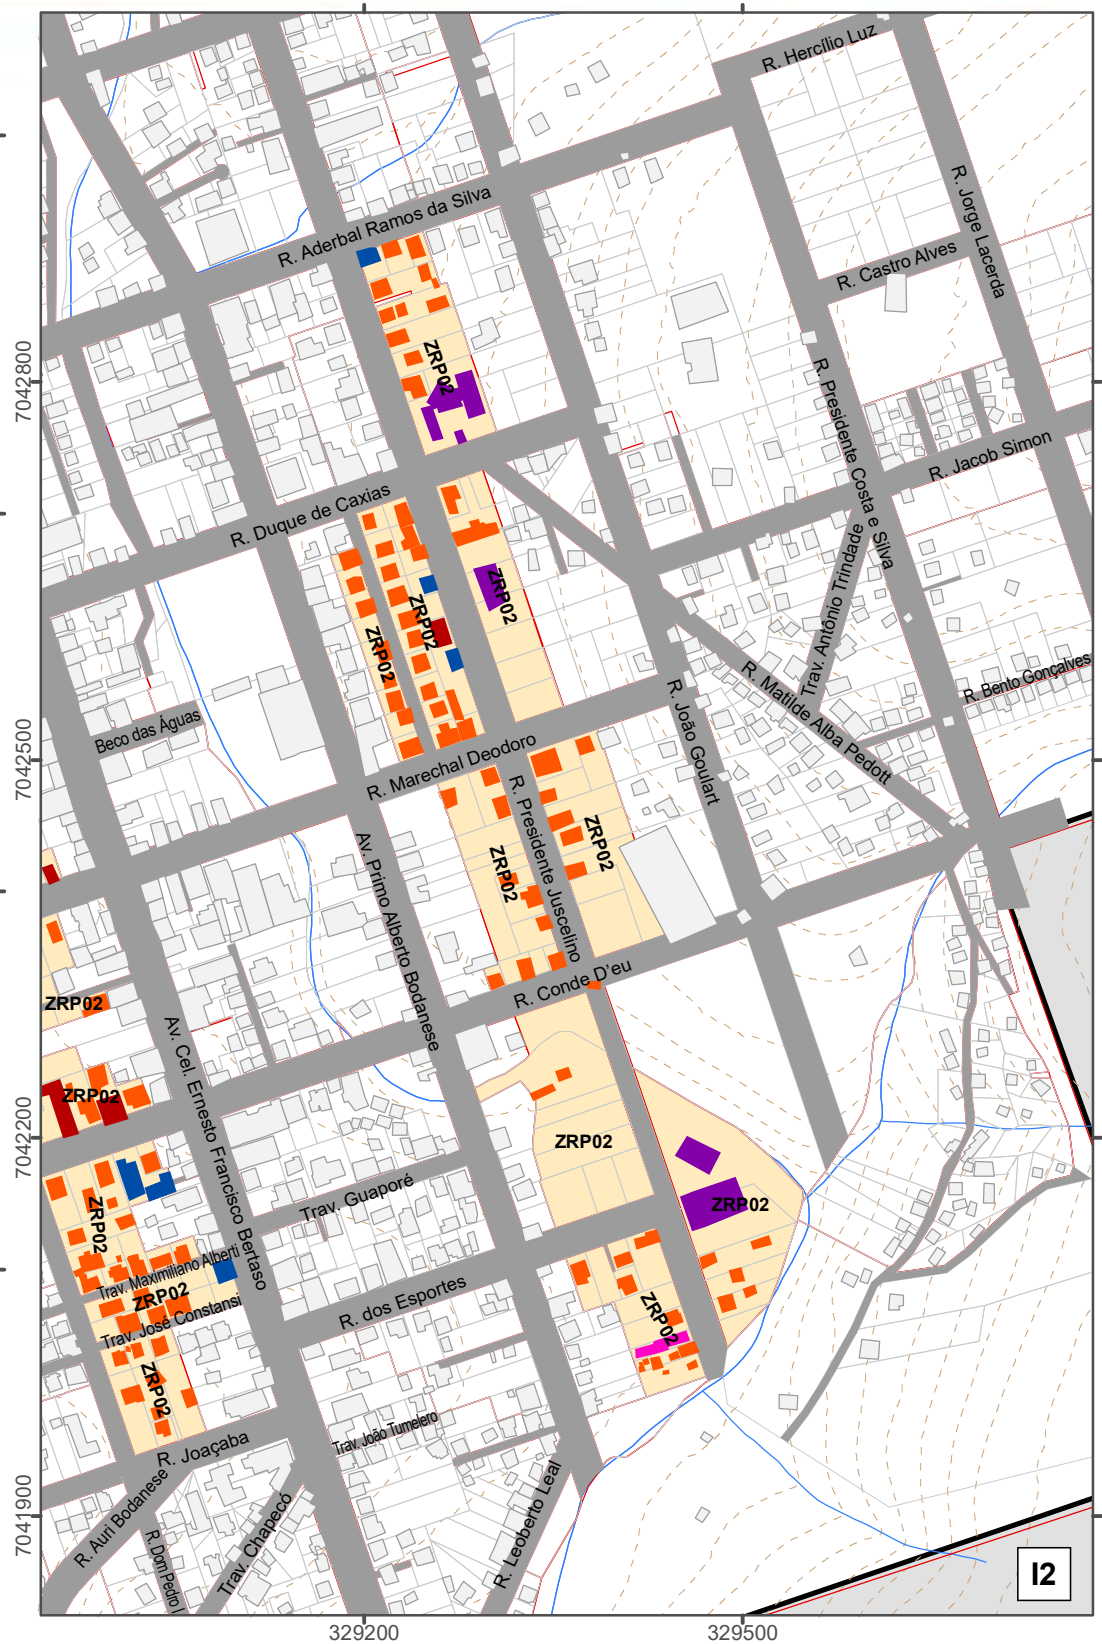 R. Hercílio Luz
R. Jorge Lacerda
R. Aderbal Ramos da Silva
R. Castro Alves
7042800
ZRP02
R. Presidente Costa e Silva
R. Jacob Simon
R. Duque de Caxias
ZRP02
ZRP02
ZRP02
Trav. Antônio Trindade
R. Bento Gonçalves
R. Matilde Alba Pedott
R. João Goulart
Beco das Águas
7042500
R. Marechal Deodoro
R. Presidente Juscelino
ZRP02
ZRP02
Av. Primo Alberto Bodanese
R. Conde D'eu
ZRP02
Av. Cel. Ernesto Francisco Bertaso
ZRP02
7042200
ZRP02
Trav. Guaporé
ZRP02
ZRP02
Trav. Maximiliano Alberti
ZRP02
Trav. José Constansi
R. dos Esportes
ZRP02
ZRP02
Trav. João Tumelero
R. Joaçaba
R. Auri Bodanese
R. Dom Pedro I
Trav. Chapecó
R. Leoberto Leal
7041900
I2
329200
329500